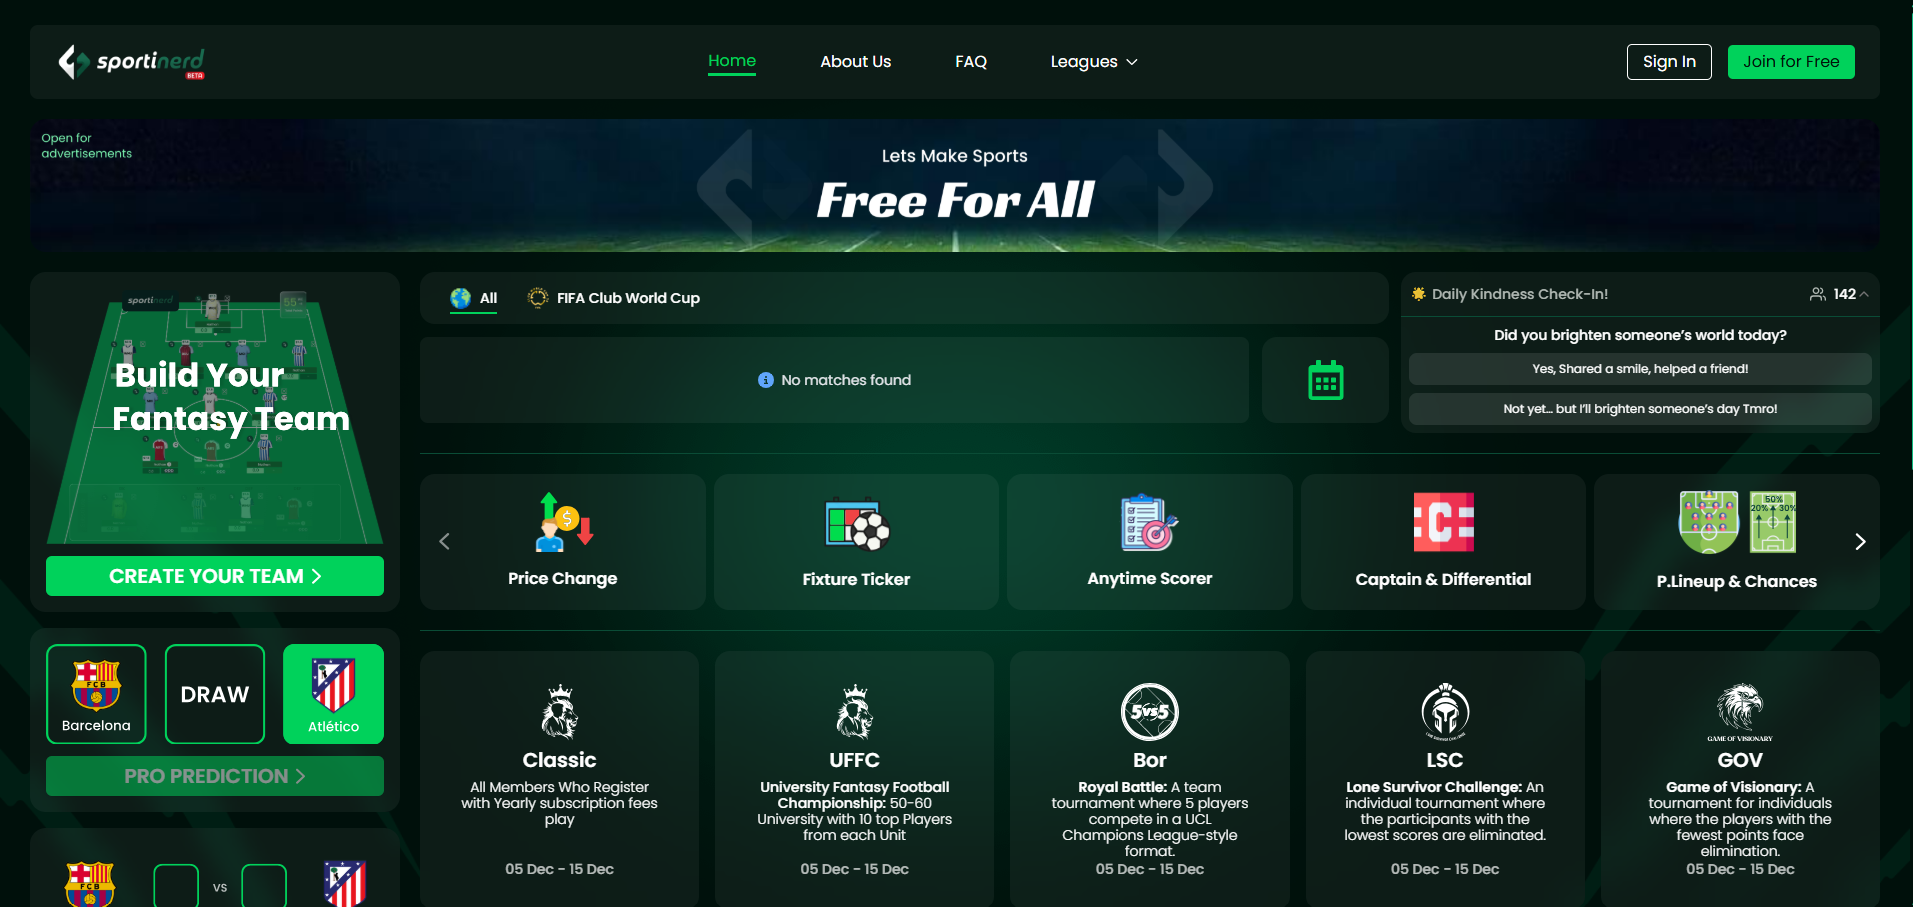 sportinerd
BETA
Home
About Us
FAQ
Leagues
Sign In
Join for Free
Open for
advertisements
Lets Make Sports
Free For All
sportinerd
55
Build Your
Fantasy Team
CREATE YOUR TEAM
All
FIFA Club World Cup
No matches found
Daily Kindness Check-In!
142
Did you brighten someone's world today?
Yes, Shared a smile, helped a friend!
Not yet... but I'll brighten someone's day Tmro!
Price Change
Fixture Ticker
Anytime Scorer
C
Captain & Differential
50%
20%
30%
P.Lineup & Chances
FCB
Barcelona
DRAW
Atlético
PRO PREDICTION
FCB
VS
Classic
All Members Who Register
with Yearly subscription fees
play
05 Dec - 15 Dec
UFFC
University Fantasy Football
Championship: 50-60
University with 10 top Players
from each Unit
05 Dec - 15 Dec
5vs5
Bor
Royal Battle: A team
tournament where 5 players
compete in a UCL
Champions League-style
format.
05 Dec - 15 Dec
LSC
Lone Survivor Challenge: An
individual tournament where
the participants with the
lowest scores are eliminated.
05 Dec - 15 Dec
GAME OF VISIONARY
GOV
Game of Visionary: A
tournament for individuals
where the players with the
fewest points face
elimination.
05 Dec - 15 Dec